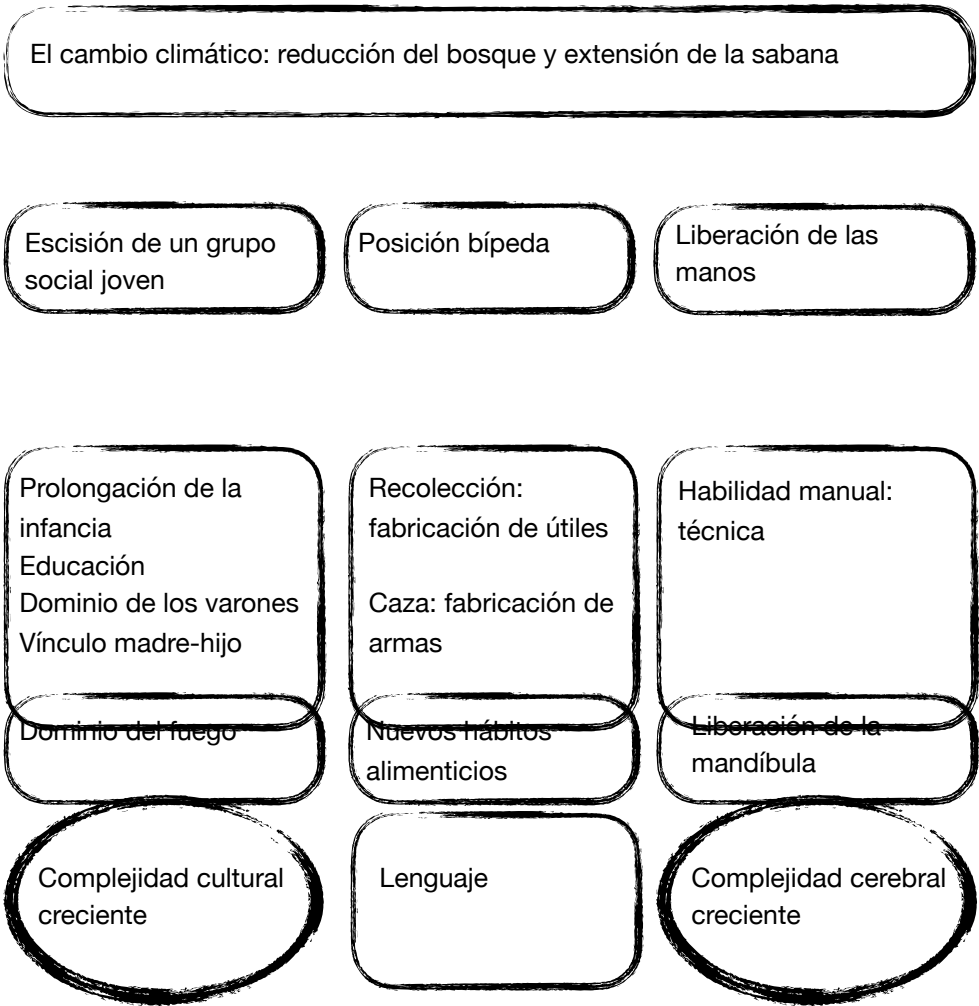 El cambio climático: reducción del bosque y extensión de la sabana
Escisión de un grupo
social joven
Posición bípeda
Liberación de las
manos
Prolongación de la
infancia
Educación
Dominio de los varones
Vínculo madre-hijo
Recolección:
fabricación de útiles
Caza: fabricación de
armas
Habilidad manual:
técnica
Dominio del fuego
Nuevos hábitos
alimenticios
Liberación de la
mandíbula
Complejidad cultural
creciente
Lenguaje
Complejidad cerebral
creciente